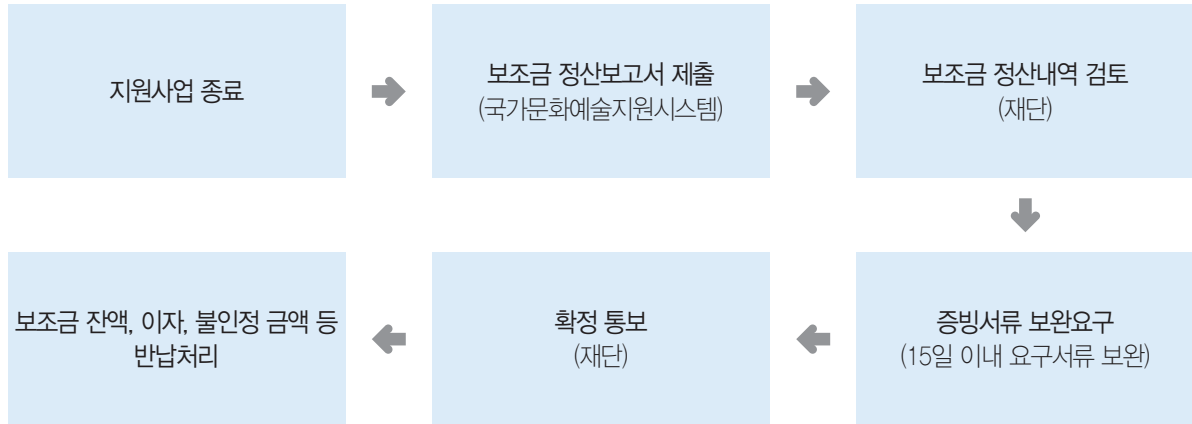 지원사업 종료
보조금 정산보고서 제출
(국가문화예술지원시스템)
보조금 정산내역 검토
(재단)
증빙서류 보완요구
(15일 이내 요구서류 보완)
확정 통보
(재단)
보조금 잔액, 이자, 불인정 금액 등
반납처리